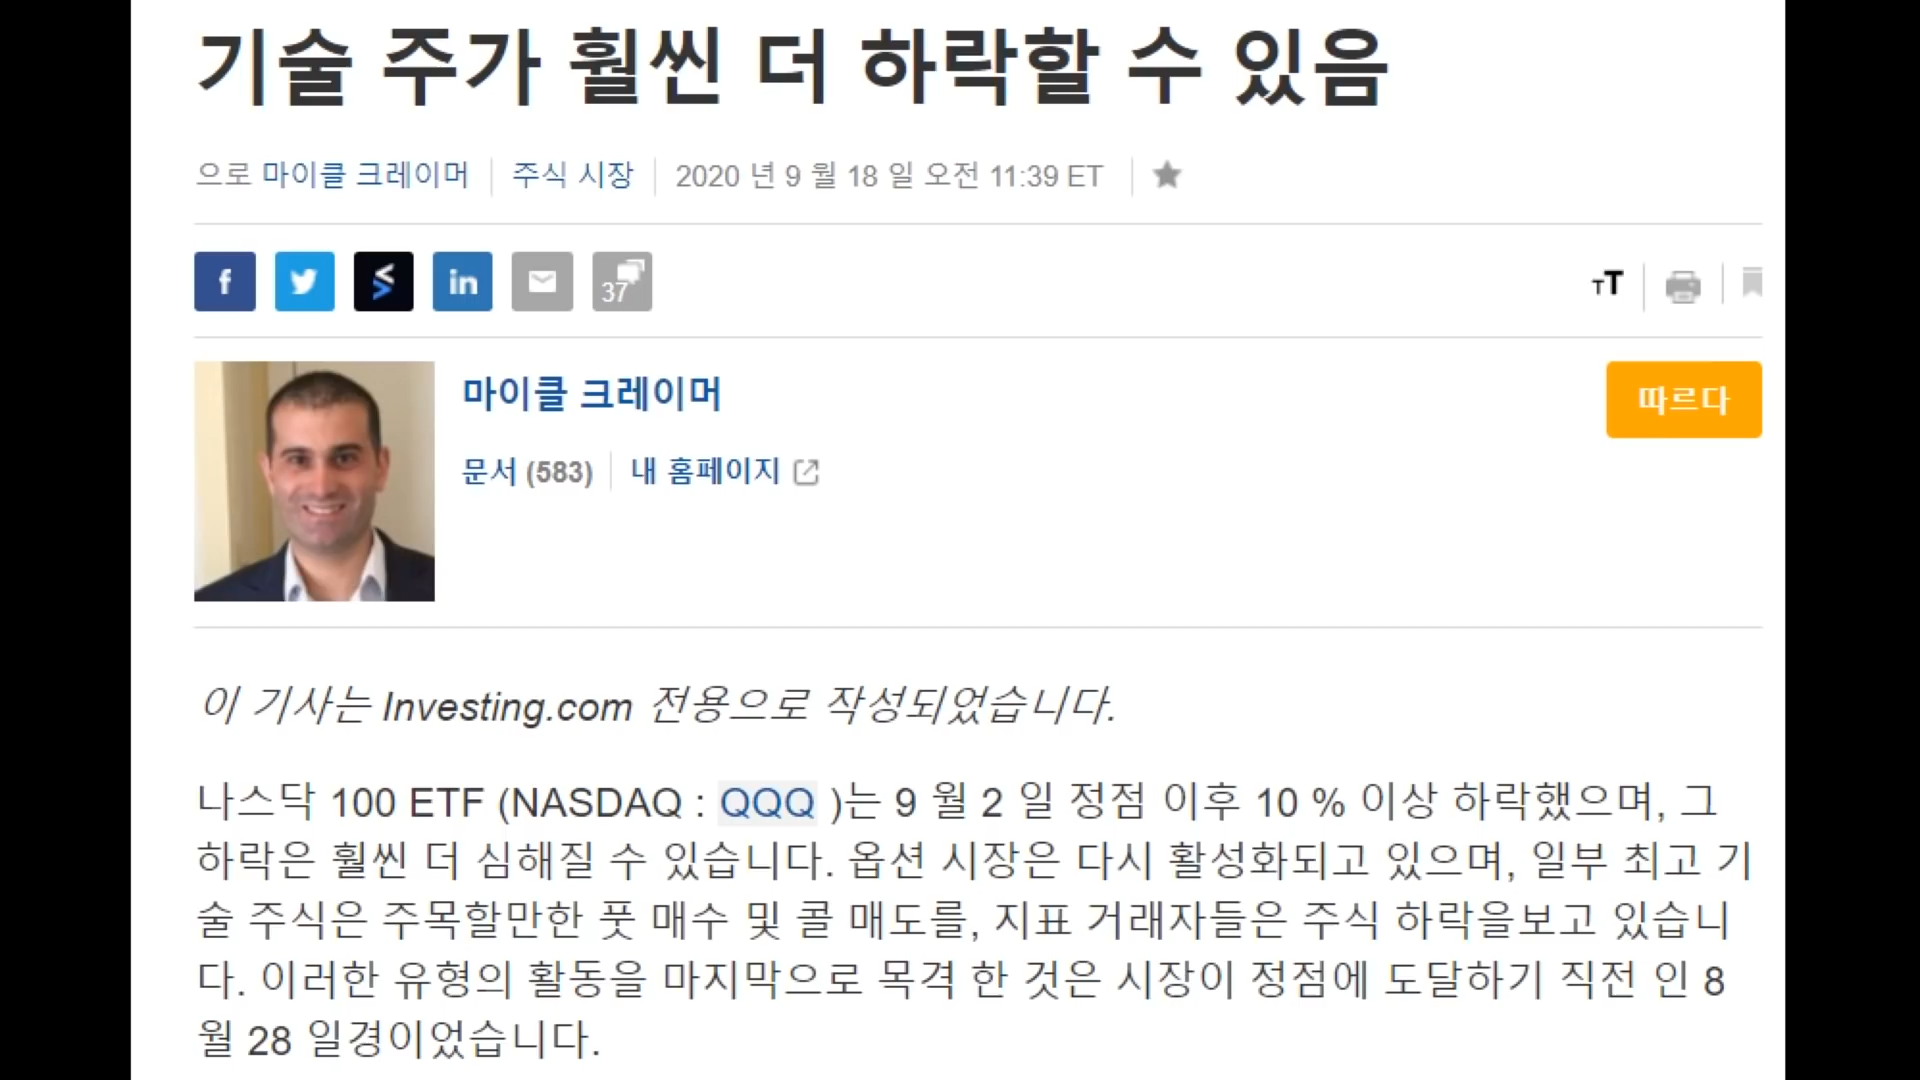 기술 주가 훨씬 더 하락할 수 있음
으로 마이클 크레이머 주식 시장 2020 년 9 월 18 일 오전 11:39 ET
f in 37 тT
마이클 크레이머
따르다
문서 (583) 내 홈페이지
이 기사는 Investing.com 전용으로 작성되었습니다.
나스닥 100 ETF (NASDAQ : QQQ )는 9 월 2 일 정점 이후 10 % 이상 하락했으며, 그
하락은 훨씬 더 심해질 수 있습니다. 옵션 시장은 다시 활성화되고 있으며, 일부 최고 기
술 주식은 주목할만한 풋 매수 및 콜 매도를, 지표 거래자들은 주식 하락을보고 있습니
다. 이러한 유형의 활동을 마지막으로 목격 한 것은 시장이 정점에 도달하기 직전 인 8
월 28 일경이었습니다.